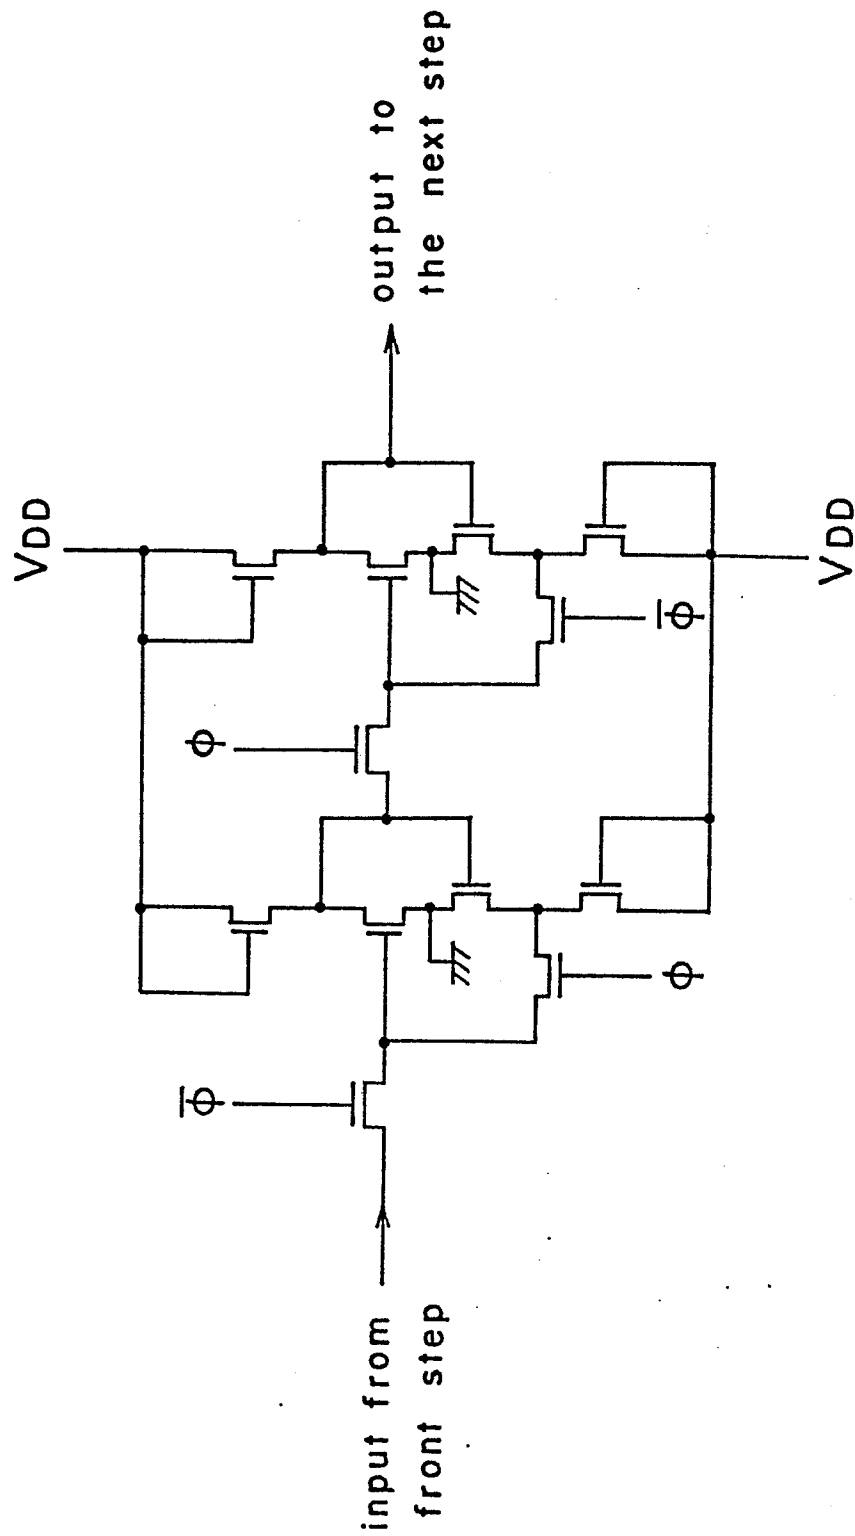 VDD
φ̅
φ
input from
front step
output to
the next step
φ
φ̅
VDD